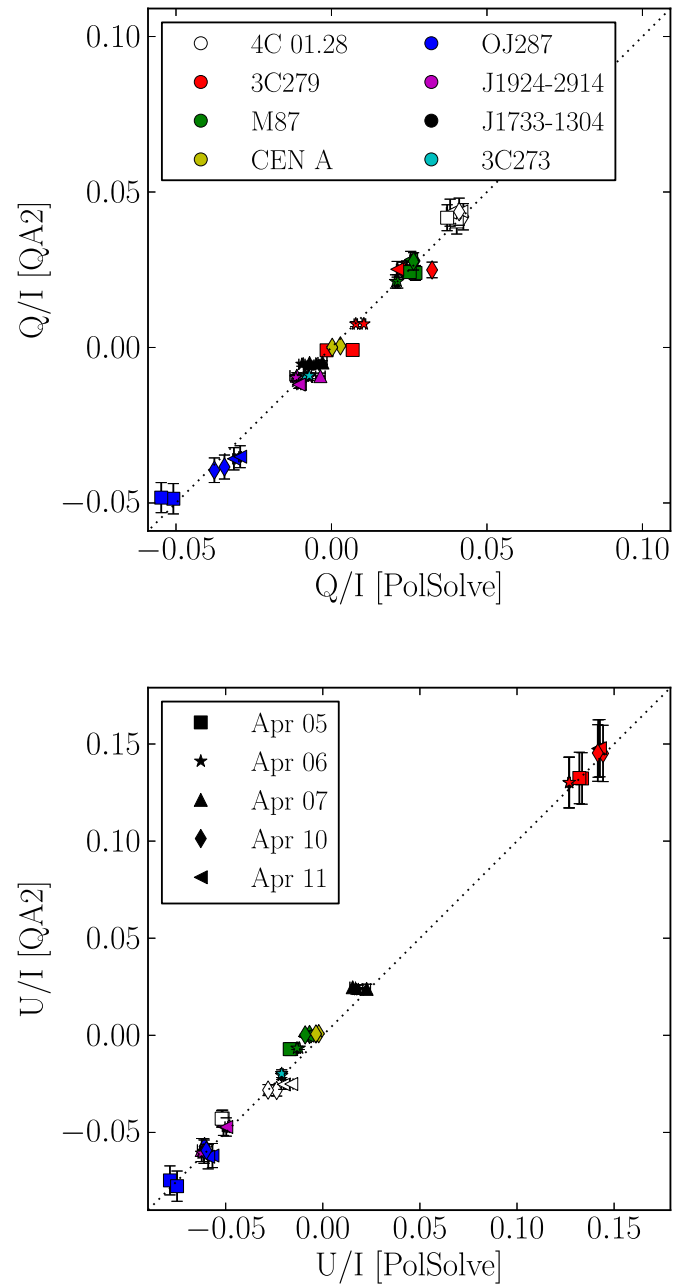 0.10
4C 01.28 OJ287
3C279 J1924-2914
M87 J1733-1304
CEN A 3C273
0.05
Q/I [QA2]
0.00
−0.05
−0.05 0.00 0.05 0.10
Q/I [PolSolve]
Apr 05
0.15
Apr 06
Apr 07
0.10
Apr 10
Apr 11
0.05
U/I [QA2]
0.00
−0.05
−0.05 0.00 0.05 0.10 0.15
U/I [PolSolve]